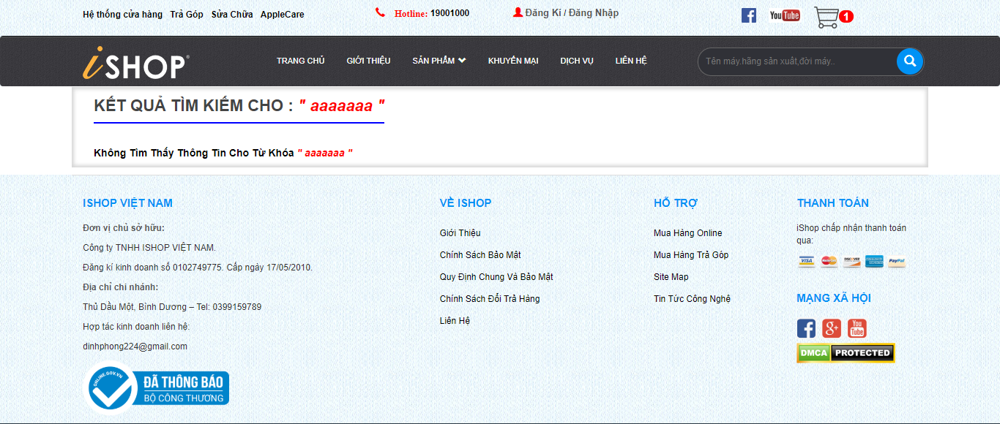 Hệ thống cửa hàng Trả Góp Sửa Chữa AppleCare Hotline: 19001000 Đăng Kí / Đăng Nhập You Tube 1
iSHOP® TRANG CHỦ GIỚI THIỆU SẢN PHẨM KHUYẾN MẠI DỊCH VỤ LIÊN HỆ Tên máy.hãng sản xuất,đời máy..
KẾT QUẢ TÌM KIẾM CHO : " aaaaaaa "
Không Tìm Thấy Thông Tin Cho Từ Khóa " aaaaaaa "
ISHOP VIỆT NAM
Đơn vị chủ sở hữu:
Công ty TNHH ISHOP VIỆT NAM.
Đăng kí kinh doanh số 0102749775. Cấp ngày 17/05/2010.
Địa chỉ chi nhánh:
Thủ Dầu Một, Bình Dương – Tel: 0399159789
Hợp tác kinh doanh liên hệ:
dinhphong224@gmail.com
ONLINE.GOV.VN
ĐÃ THÔNG BÁO
BỘ CÔNG THƯƠNG
VỀ ISHOP
Giới Thiệu
Chính Sách Bảo Mật
Quy Định Chung Và Bảo Mật
Chính Sách Đổi Trả Hàng
Liên Hệ
HỖ TRỢ
Mua Hàng Online
Mua Hàng Trả Góp
Site Map
Tin Tức Công Nghệ
THANH TOÁN
iShop chấp nhận thanh toán
qua:
VISA MasterCard DISCOVER AMERICAN EXPRESS PayPal
MẠNG XÃ HỘI
g+ You Tube
DMCA PROTECTED